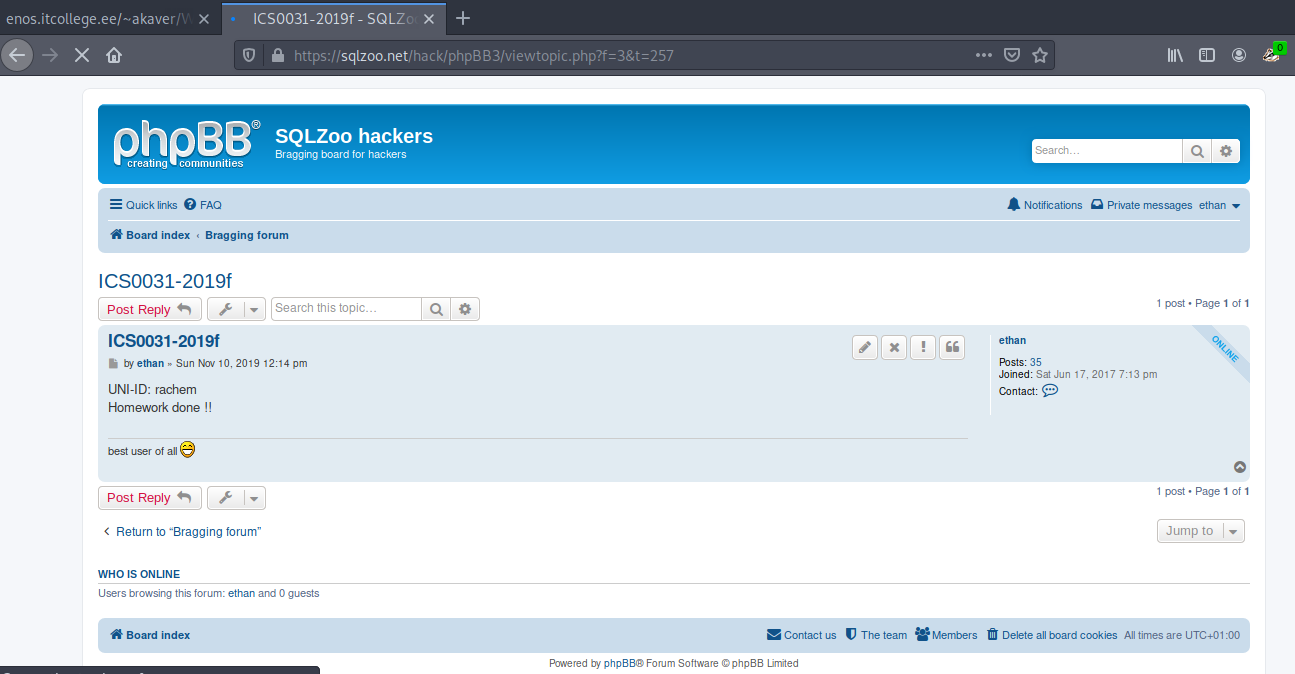 enos.itcollege.ee/~akaver/W
ICS0031-2019f - SQLZo
https://sqlzoo.net/hack/phpBB3/viewtopic.php?f=3&t=257
0
phpBB®
creating communities
SQLZoo hackers
Bragging board for hackers
Search…
Quick links FAQ
Notifications Private messages ethan
Board index ‹ Bragging forum
ICS0031-2019f
Post Reply
Search this topic…
1 post • Page 1 of 1
ICS0031-2019f
by ethan » Sun Nov 10, 2019 12:14 pm
UNI-ID: rachem
Homework done !!
best user of all
ethan
Posts: 35
Joined: Sat Jun 17, 2017 7:13 pm
Contact:
ONLINE
Post Reply
1 post • Page 1 of 1
Return to “Bragging forum”
Jump to
WHO IS ONLINE
Users browsing this forum: ethan and 0 guests
Board index
Contact us The team Members Delete all board cookies All times are UTC+01:00
Powered by phpBB® Forum Software © phpBB Limited